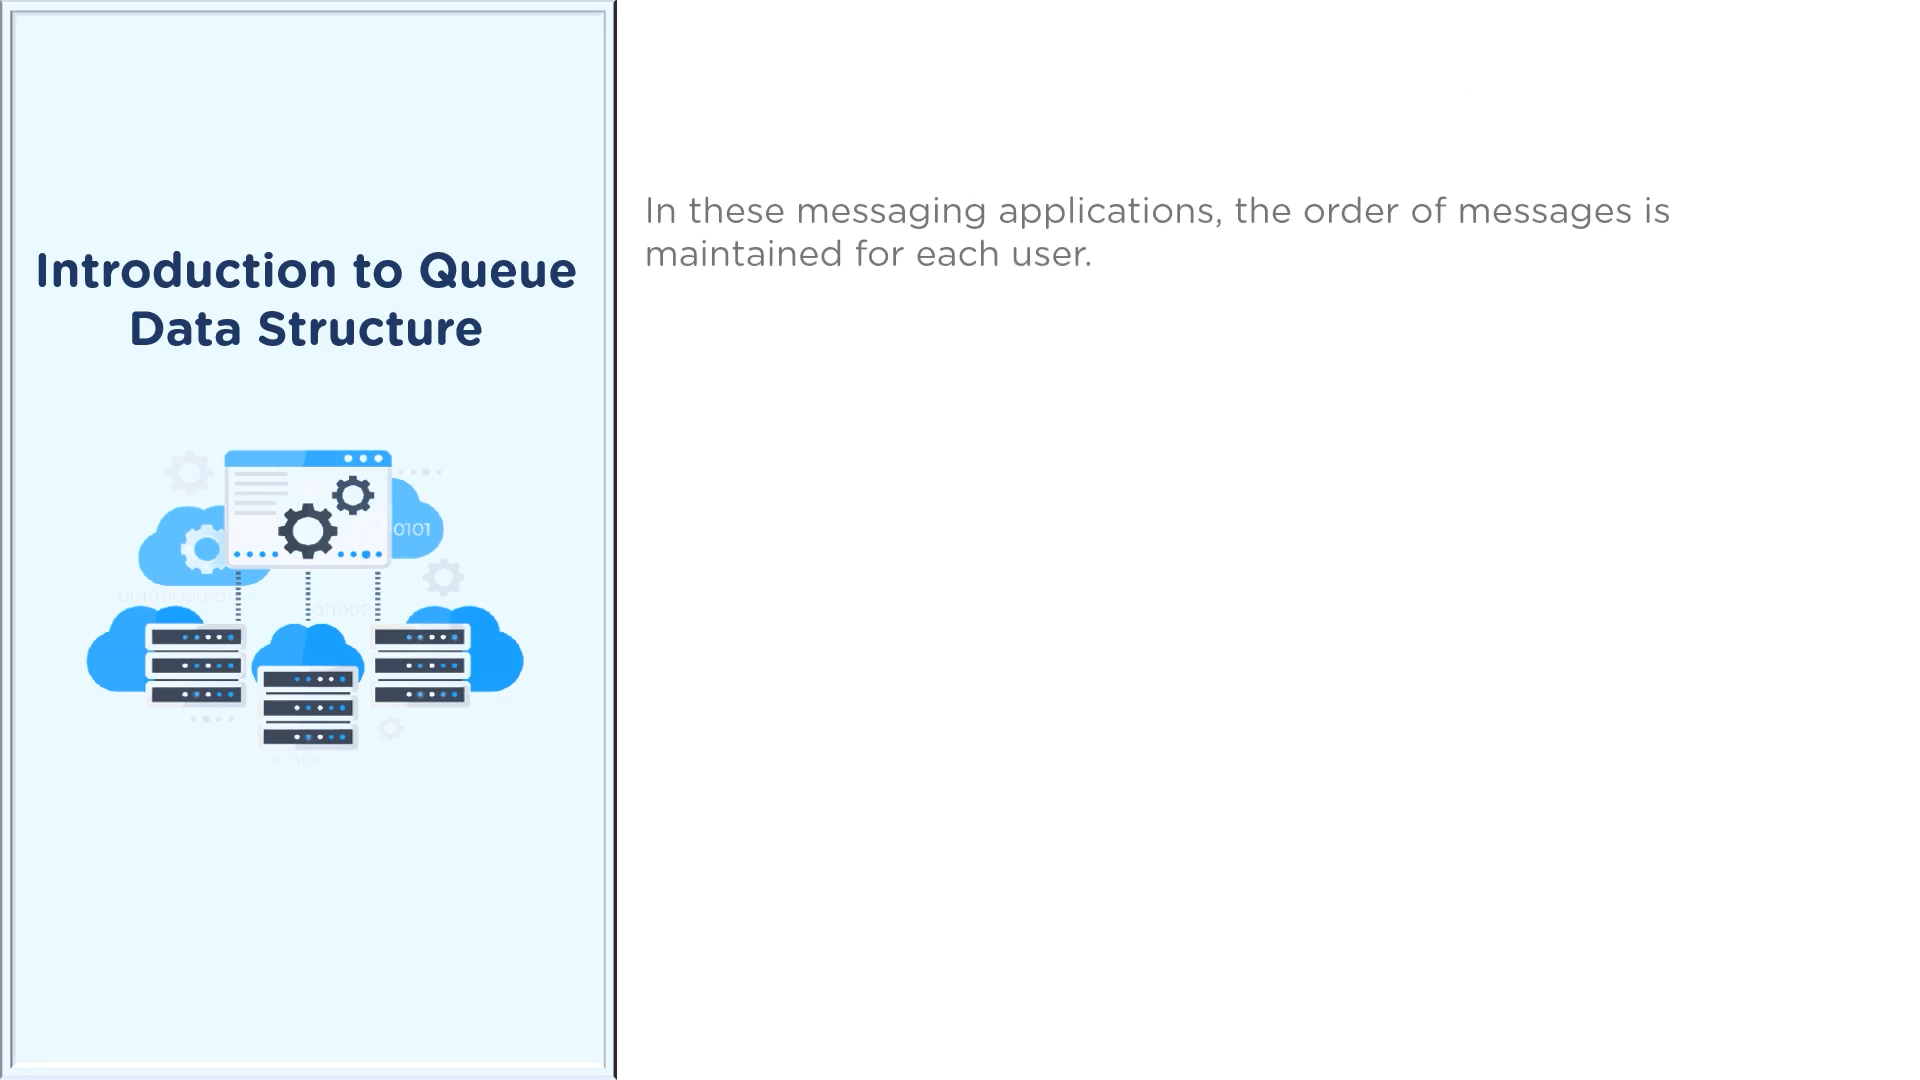 Introduction to Queue
Data Structure
0101
In these messaging applications, the order of messages is
maintained for each user.